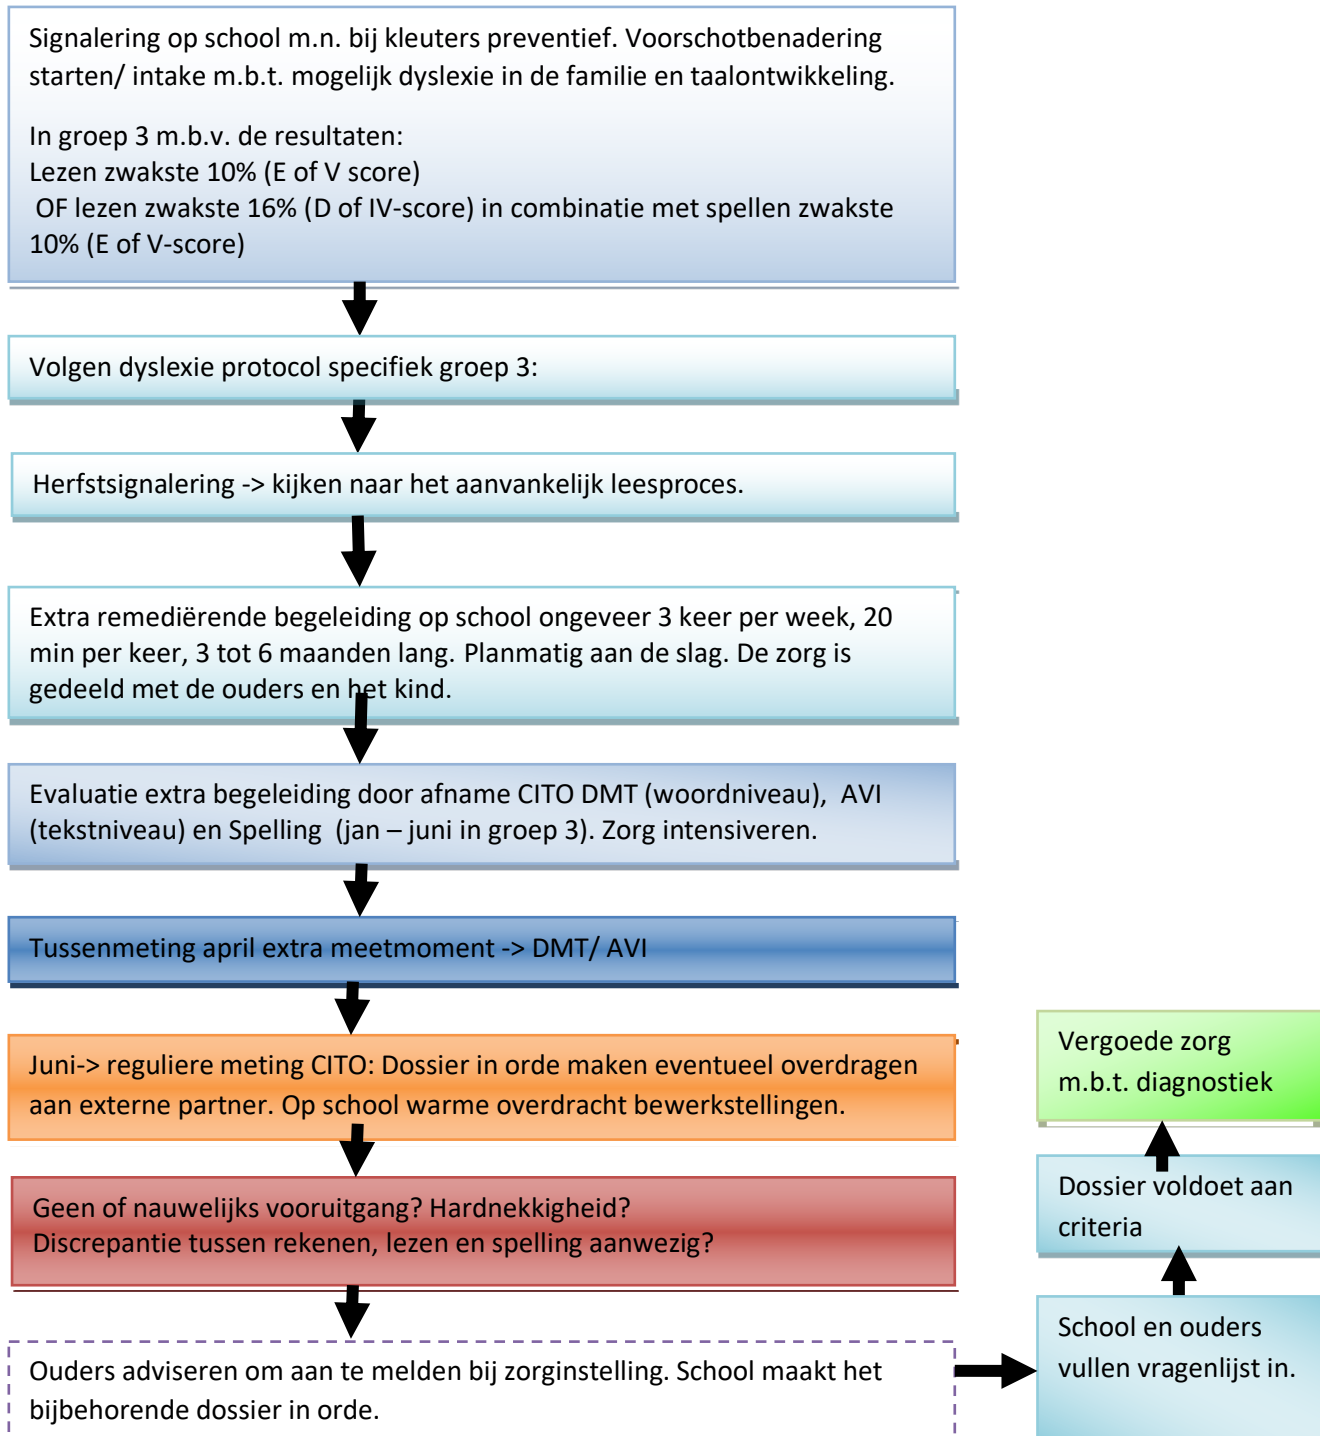 Signalering op school m.n. bij kleuters preventief. Voorschotbenadering
starten/ intake m.b.t. mogelijk dyslexie in de familie en taalontwikkeling.
In groep 3 m.b.v. de resultaten:
Lezen zwakste 10% (E of V score)
OF lezen zwakste 16% (D of IV-score) in combinatie met spellen zwakste
10% (E of V-score)
Volgen dyslexie protocol specifiek groep 3:
Herfstsignalering -> kijken naar het aanvankelijk leesproces.
Extra remediërende begeleiding op school ongeveer 3 keer per week, 20
min per keer, 3 tot 6 maanden lang. Planmatig aan de slag. De zorg is
gedeeld met de ouders en het kind.
Evaluatie extra begeleiding door afname CITO DMT (woordniveau), AVI
(tekstniveau) en Spelling (jan – juni in groep 3). Zorg intensiveren.
Tussenmeting april extra meetmoment -> DMT/ AVI
Juni-> reguliere meting CITO: Dossier in orde maken eventueel overdragen
aan externe partner. Op school warme overdracht bewerkstellingen.
Geen of nauwelijks vooruitgang? Hardnekkigheid?
Discrepantie tussen rekenen, lezen en spelling aanwezig?
Ouders adviseren om aan te melden bij zorginstelling. School maakt het
bijbehorende dossier in orde.
School en ouders
vullen vragenlijst in.
Dossier voldoet aan
criteria
Vergoede zorg
m.b.t. diagnostiek